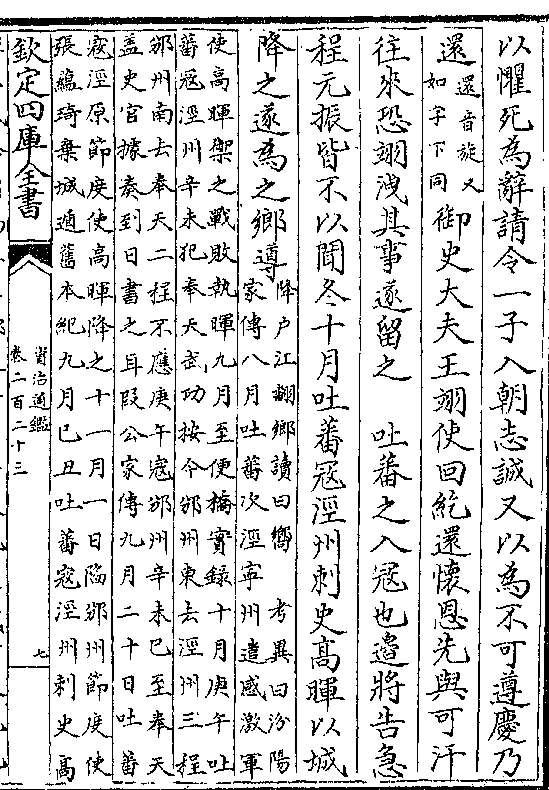 以懼死為辭請令一子入朝志誠又以為不可遵慶乃
還還音旋又
如字下同御史大夫王翊使回紇還懷恩先與可汗
往來恐翊洩其事遂留之　吐蕃之入冦也邉將告急
程元振皆不以聞冬十月吐蕃冦涇州刺史高暉以城
降之遂為之鄉導降户江翻鄉讀曰嚮　考異曰汾陽
家傳八月吐蕃次涇寧州遣感激軍
使高暉禦之戰敗執暉九月至便橋實録十月庚午吐
蕃冦涇州辛未犯奉天武功按今邠州東去涇州三程
邠州南去奉天二程不應庚午冦邠州辛未已至奉天
盖史官據奏到日書之耳叚公家傳九月二十日吐蕃
冦涇原節度使高暉降之十一月一日陷邠州節度使
張藴琦棄城遁舊本紀九月己丑吐蕃冦涇州刺史高
欽定四庫全書
資治通鑑
卷二百二十三
七